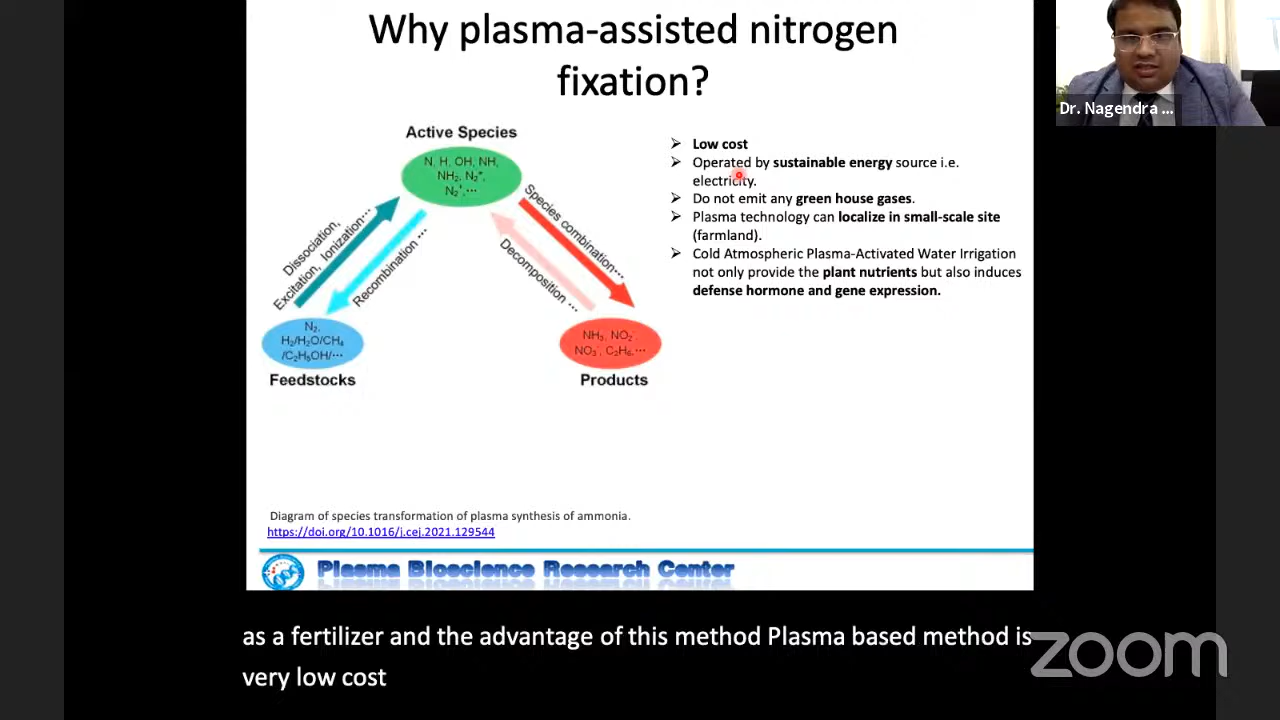 Why plasma-assisted nitrogen
fixation?
Dr. Nagendra ...
Active Species
N, H, OH, NH,
NH₂, N₂*,
N₂⁺,⋯
Dissociation,
Excitation, Ionization⋯
Recombination ⋯
Species combination⋯
Decomposition ⋯
N₂,
H₂/H₂O/CH₄
/C₂H₅OH/⋯
Feedstocks
NH₃, NO₂⁻
NO₃⁻, C₂H₆,⋯
Products
➢ Low cost
➢ Operated by sustainable energy source i.e.
electricity.
➢ Do not emit any green house gases.
➢ Plasma technology can localize in small-scale site
(farmland).
➢ Cold Atmospheric Plasma-Activated Water Irrigation
not only provide the plant nutrients but also induces
defense hormone and gene expression.
Diagram of species transformation of plasma synthesis of ammonia.
https://doi.org/10.1016/j.cej.2021.129544
Plasma Bioscience Research Center
as a fertilizer and the advantage of this method Plasma based method is
very low cost
zoom